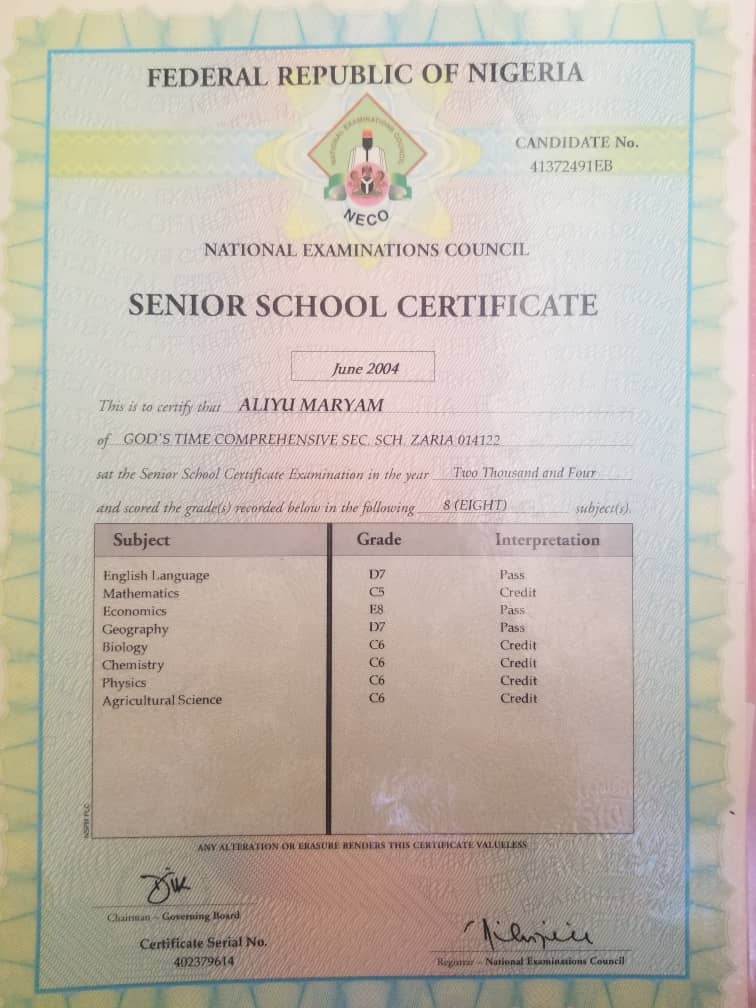 FEDERAL REPUBLIC OF NIGERIA
NATIONAL EXAMINATIONS COUNCIL
NECO
CANDIDATE No.
41372491EB
NATIONAL EXAMINATIONS COUNCIL
SENIOR SCHOOL CERTIFICATE
June 2004
This is to certify that ALIYU MARYAM
of GOD'S TIME COMPREHENSIVE SEC. SCH. ZARIA 014122
sat the Senior School Certificate Examination in the year Two Thousand and Four
and scored the grade(s) recorded below in the following 8 (EIGHT) subject(s).
Subject Grade Interpretation
English Language D7 Pass
Mathematics C5 Credit
Economics E8 Pass
Geography D7 Pass
Biology C6 Credit
Chemistry C6 Credit
Physics C6 Credit
Agricultural Science C6 Credit
NSPM PLC
ANY ALTERATION OR ERASURE RENDERS THIS CERTIFICATE VALUELESS
Chairman – Governing Board
Certificate Serial No.
402379614
Registrar – National Examinations Council